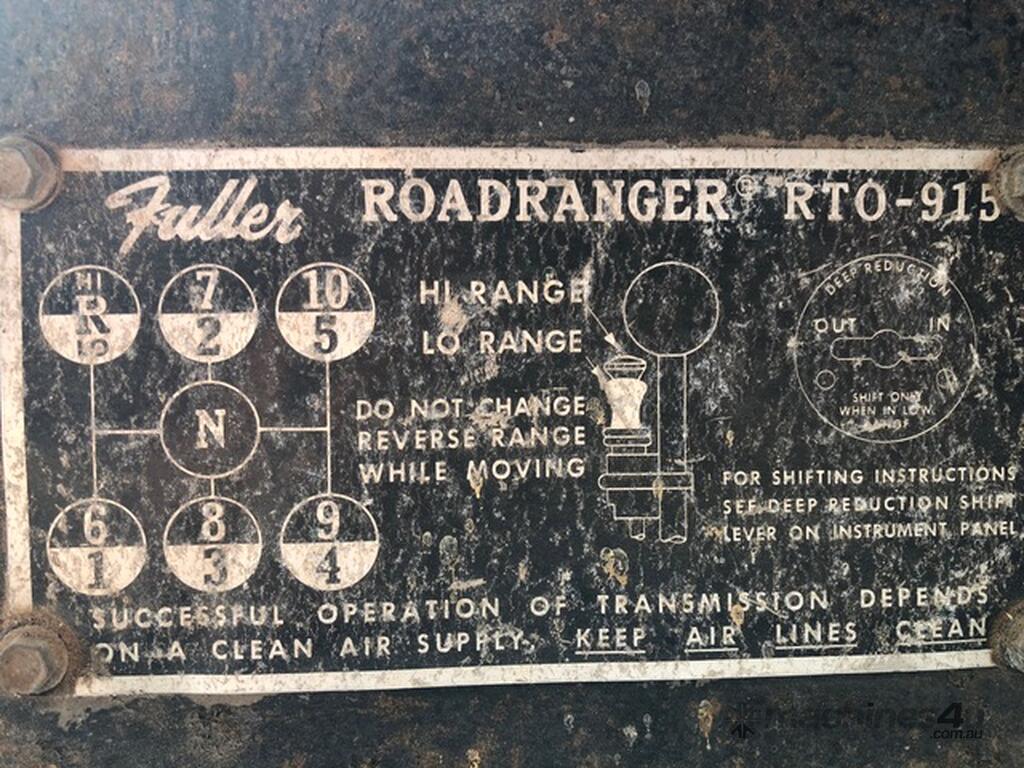 Fuller ROADRANGER® RTO-915
HI R LO
7 2
10 5
HI RANGE
LO RANGE
N
DO NOT CHANGE
REVERSE RANGE
WHILE MOVING
6 1
8 3
9 4
DEEP REDUCTION
OUT IN
SHIFT ONLY
WHEN IN LOW
FOR SHIFTING INSTRUCTIONS
SEE DEEP REDUCTION SHIFT
LEVER ON INSTRUMENT PANEL
SUCCESSFUL OPERATION OF TRANSMISSION DEPENDS
ON A CLEAN AIR SUPPLY. KEEP AIR LINES CLEAN
machines4u
.com.au